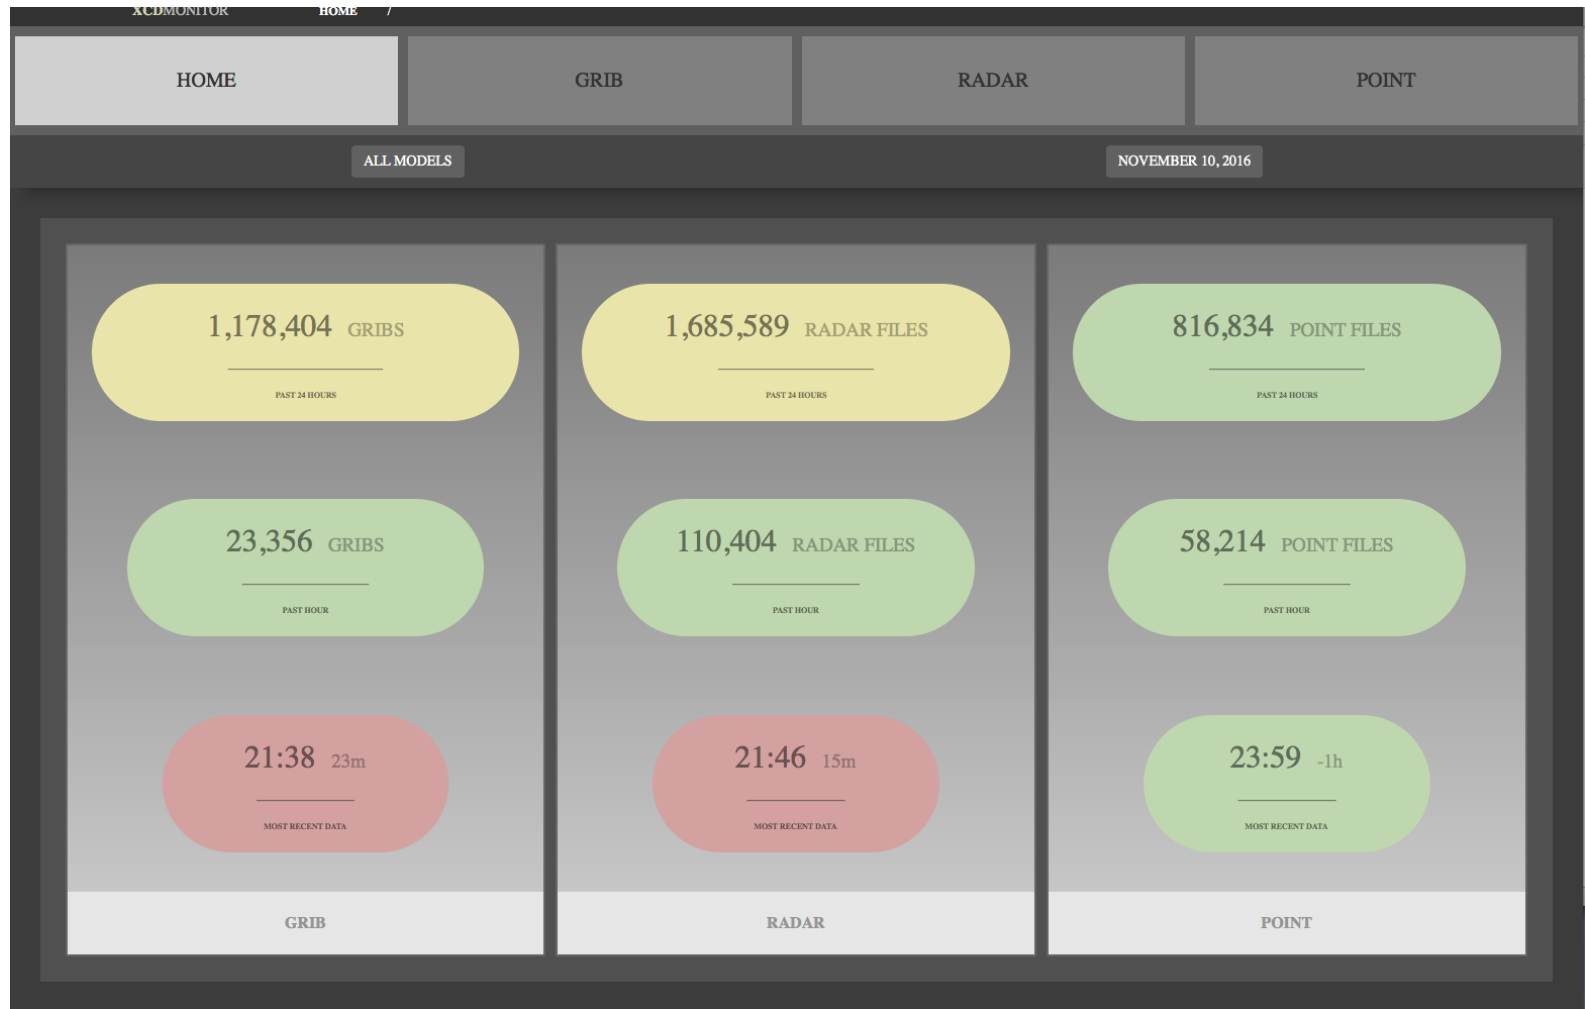 XCDMONITOR HOME /
HOME GRIB RADAR POINT
ALL MODELS NOVEMBER 10, 2016
1,178,404 GRIBS
PAST 24 HOURS
23,356 GRIBS
PAST HOUR
21:38 23m
MOST RECENT DATA
GRIB
1,685,589 RADAR FILES
PAST 24 HOURS
110,404 RADAR FILES
PAST HOUR
21:46 15m
MOST RECENT DATA
RADAR
816,834 POINT FILES
PAST 24 HOURS
58,214 POINT FILES
PAST HOUR
23:59 -1h
MOST RECENT DATA
POINT